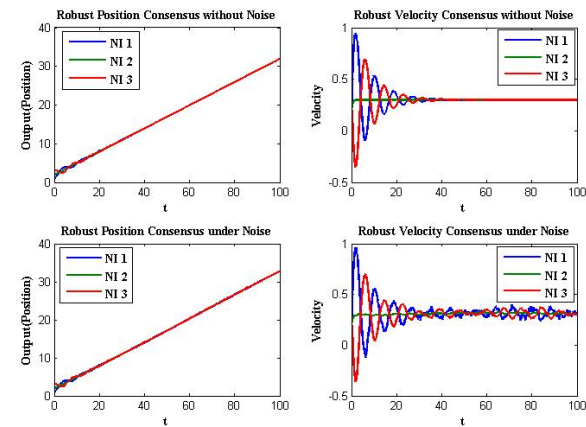 Robust Position Consensus without Noise
40
30
20
10
0
0 20 40 60 80 100
Output(Position)
t
NI 1
NI 2
NI 3
Robust Velocity Consensus without Noise
1
0.5
0
-0.5
0 20 40 60 80 100
Velocity
t
NI 1
NI 2
NI 3
Robust Position Consensus under Noise
40
30
20
10
0
0 20 40 60 80 100
Output(Position)
t
NI 1
NI 2
NI 3
Robust Velocity Consensus under Noise
1
0.5
0
-0.5
0 20 40 60 80 100
Velocity
t
NI 1
NI 2
NI 3